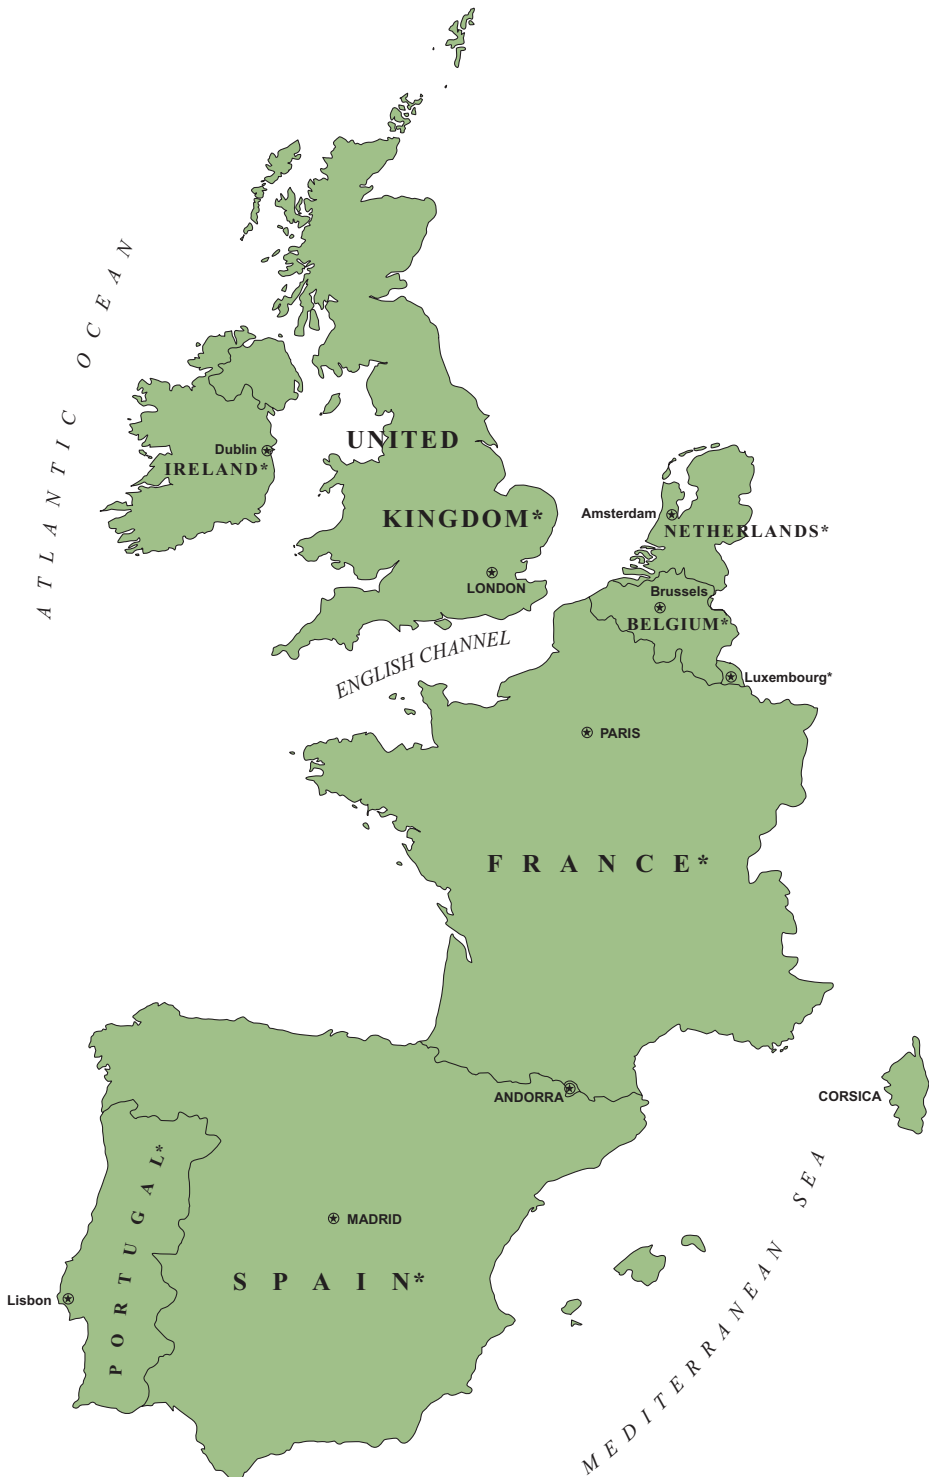 ATLANTIC OCEAN
UNITED
Dublin
IRELAND*
KINGDOM*
Amsterdam
NETHERLANDS*
LONDON
Brussels
BELGIUM*
ENGLISH CHANNEL
Luxembourg*
PARIS
FRANCE*
ANDORRA
CORSICA
PORTUGAL*
MADRID
SPAIN*
Lisbon
MEDITERRANEAN SEA